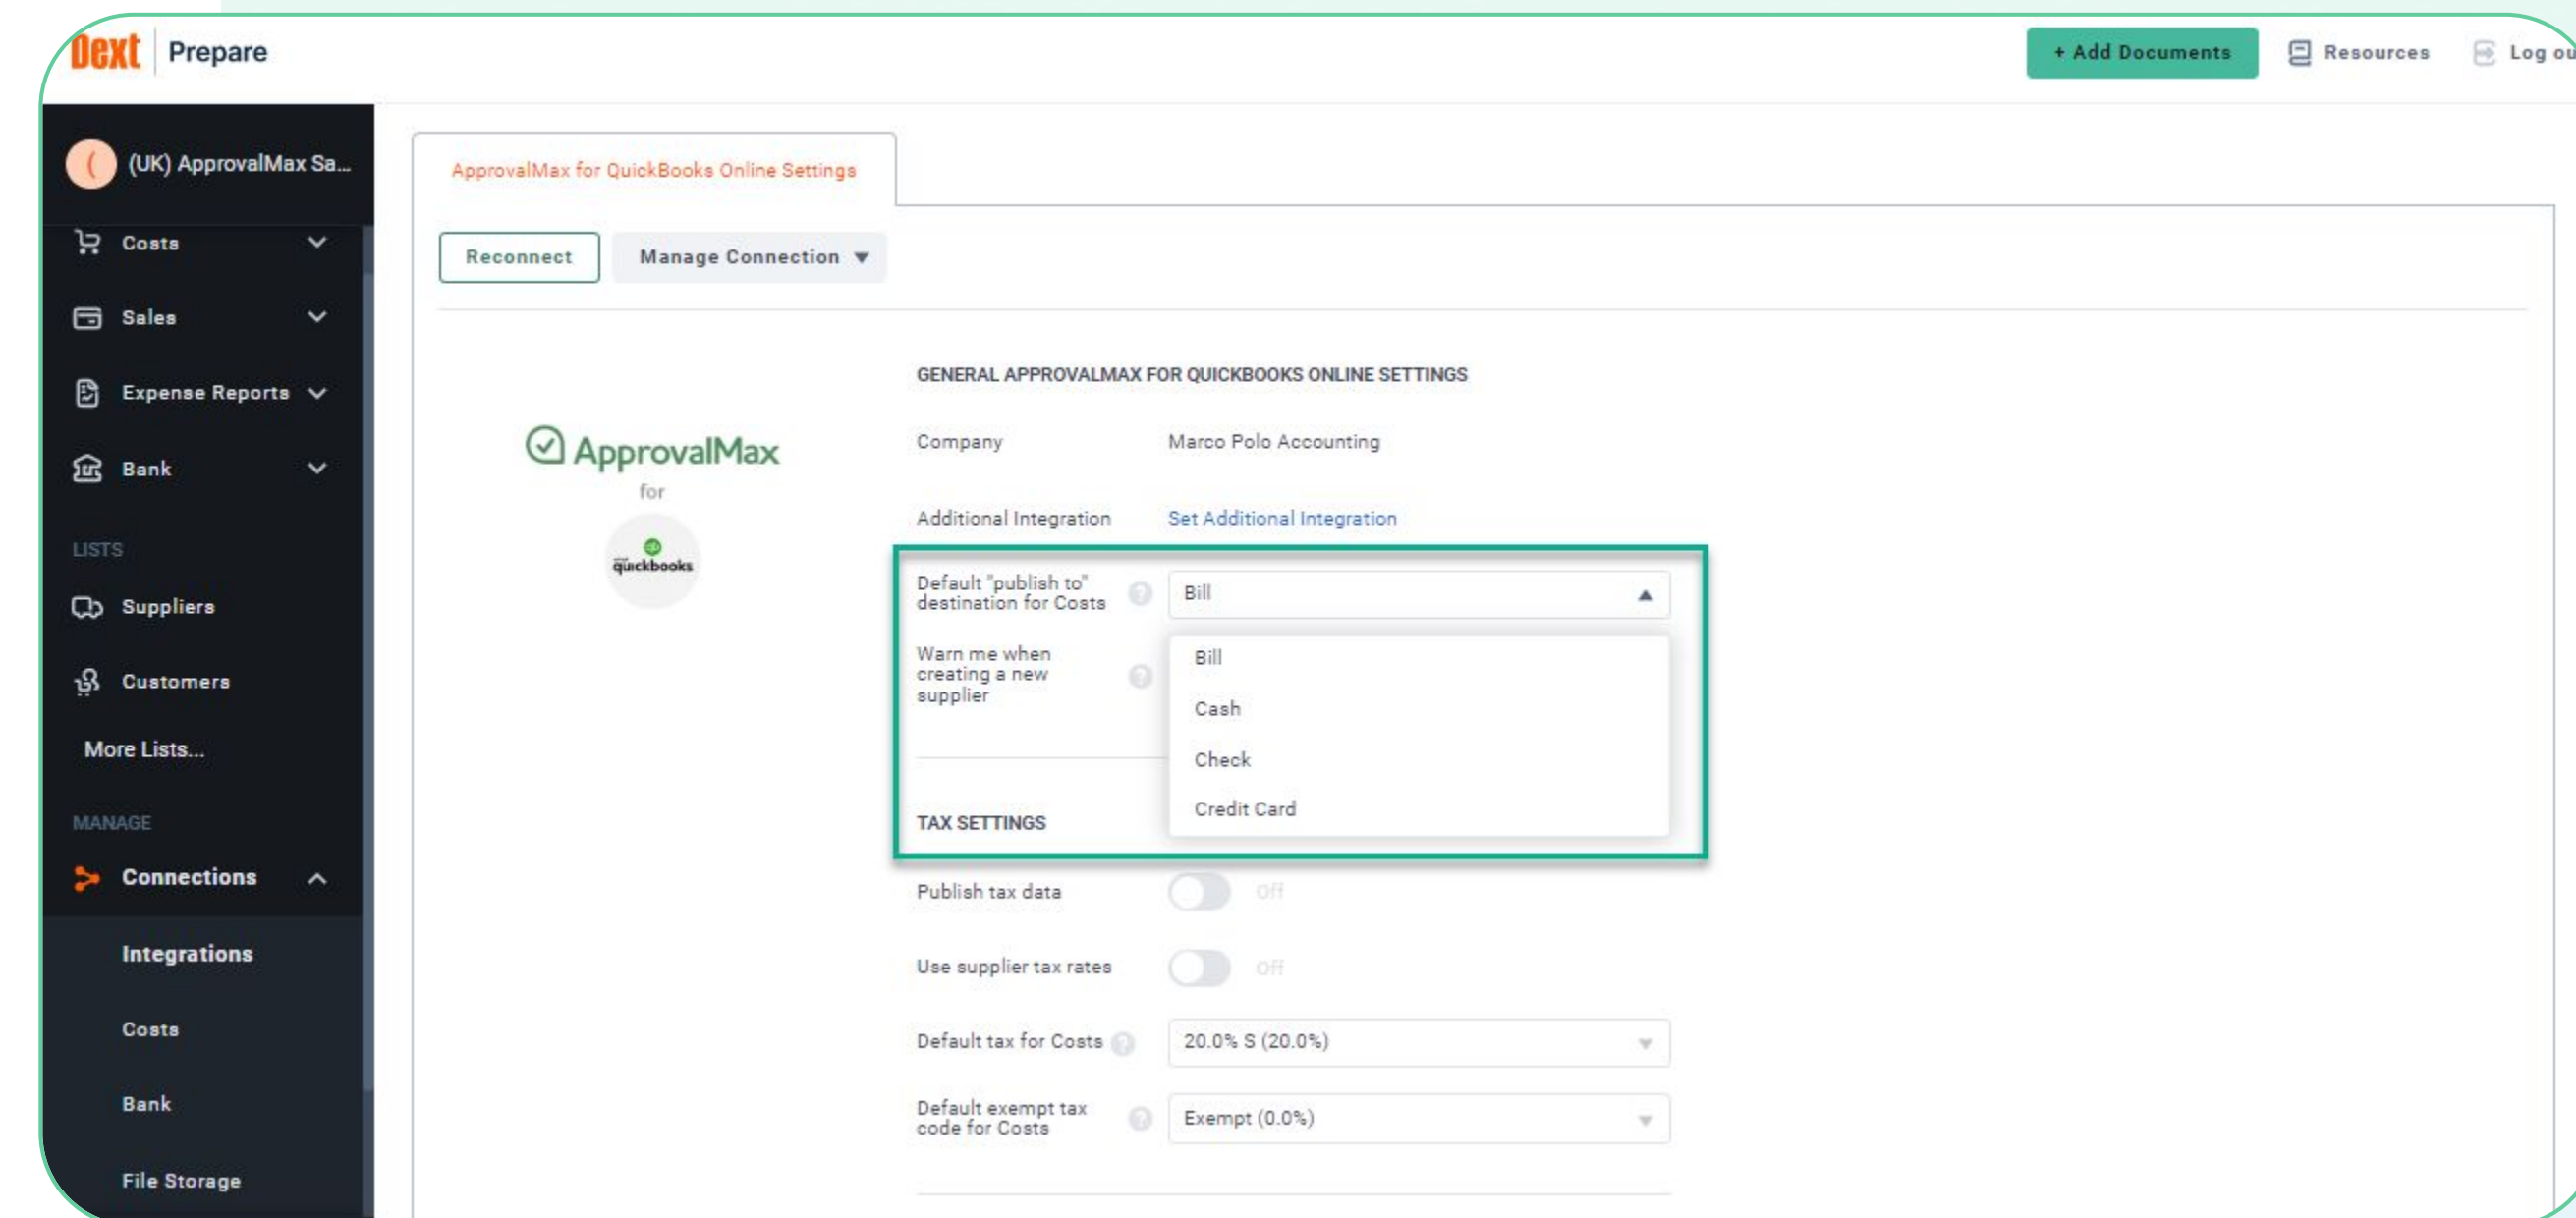 Dext Prepare
+ Add Documents
Resources
Log ou
(UK) ApprovalMax Sa...
Costs
Sales
Expense Reports
Bank
LISTS
Suppliers
Customers
More Lists...
MANAGE
Connections
Integrations
Costs
Bank
File Storage
ApprovalMax for QuickBooks Online Settings
Reconnect
Manage Connection
ApprovalMax
for
quickbooks
GENERAL APPROVALMAX FOR QUICKBOOKS ONLINE SETTINGS
Company
Marco Polo Accounting
Additional Integration
Set Additional Integration
Default "publish to"
destination for Costs
Bill
Warn me when
creating a new
supplier
Bill
Cash
Check
Credit Card
TAX SETTINGS
Publish tax data
Off
Use supplier tax rates
Off
Default tax for Costs
20.0% S (20.0%)
Default exempt tax
code for Costs
Exempt (0.0%)